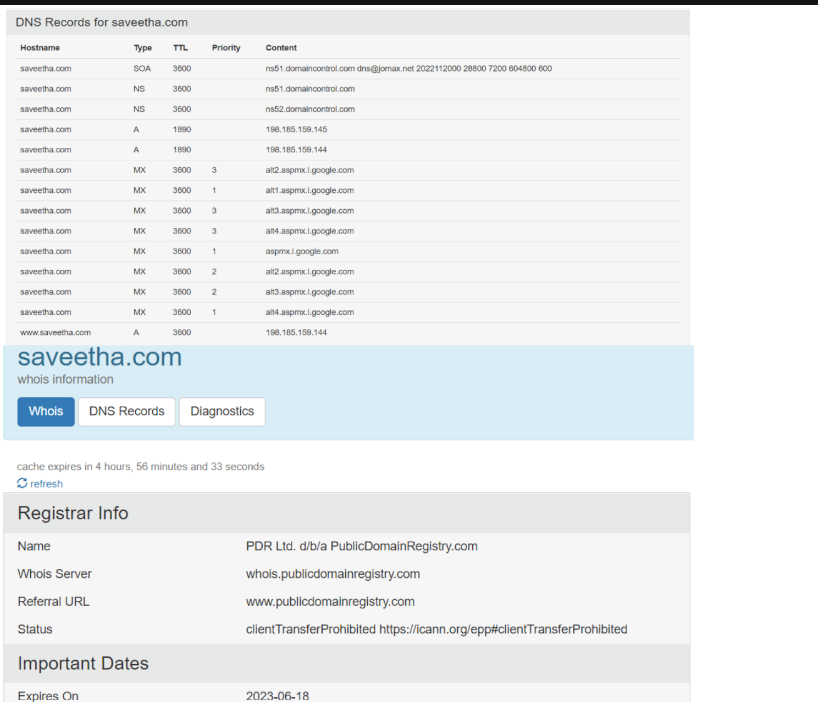 DNS Records for saveetha.com
Hostname Type TTL Priority Content
saveetha.com SOA 3600 ns51.domaincontrol.com dns@jomax.net 2022112000 28800 7200 604800 600
saveetha.com NS 3600 ns51.domaincontrol.com
saveetha.com NS 3600 ns52.domaincontrol.com
saveetha.com A 1890 198.185.159.145
saveetha.com A 1890 198.185.159.144
saveetha.com MX 3600 3 alt2.aspmx.l.google.com
saveetha.com MX 3600 1 alt1.aspmx.l.google.com
saveetha.com MX 3600 3 alt3.aspmx.l.google.com
saveetha.com MX 3600 3 alt4.aspmx.l.google.com
saveetha.com MX 3600 1 aspmx.l.google.com
saveetha.com MX 3600 2 alt2.aspmx.l.google.com
saveetha.com MX 3600 2 alt3.aspmx.l.google.com
saveetha.com MX 3600 1 alt4.aspmx.l.google.com
www.saveetha.com A 3600 198.185.159.144
saveetha.com
whois information
Whois DNS Records Diagnostics
cache expires in 4 hours, 56 minutes and 33 seconds
refresh
Registrar Info
Name PDR Ltd. d/b/a PublicDomainRegistry.com
Whois Server whois.publicdomainregistry.com
Referral URL www.publicdomainregistry.com
Status clientTransferProhibited https://icann.org/epp#clientTransferProhibited
Important Dates
Expires On 2023-06-18